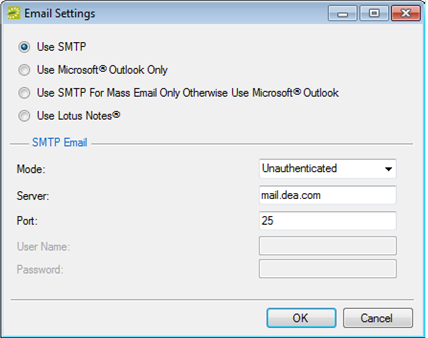 Email Settings
Use SMTP
Use Microsoft® Outlook Only
Use SMTP For Mass Email Only Otherwise Use Microsoft® Outlook
Use Lotus Notes®
SMTP Email
Mode: Unauthenticated
Server: mail.dea.com
Port: 25
User Name:
Password:
OK Cancel